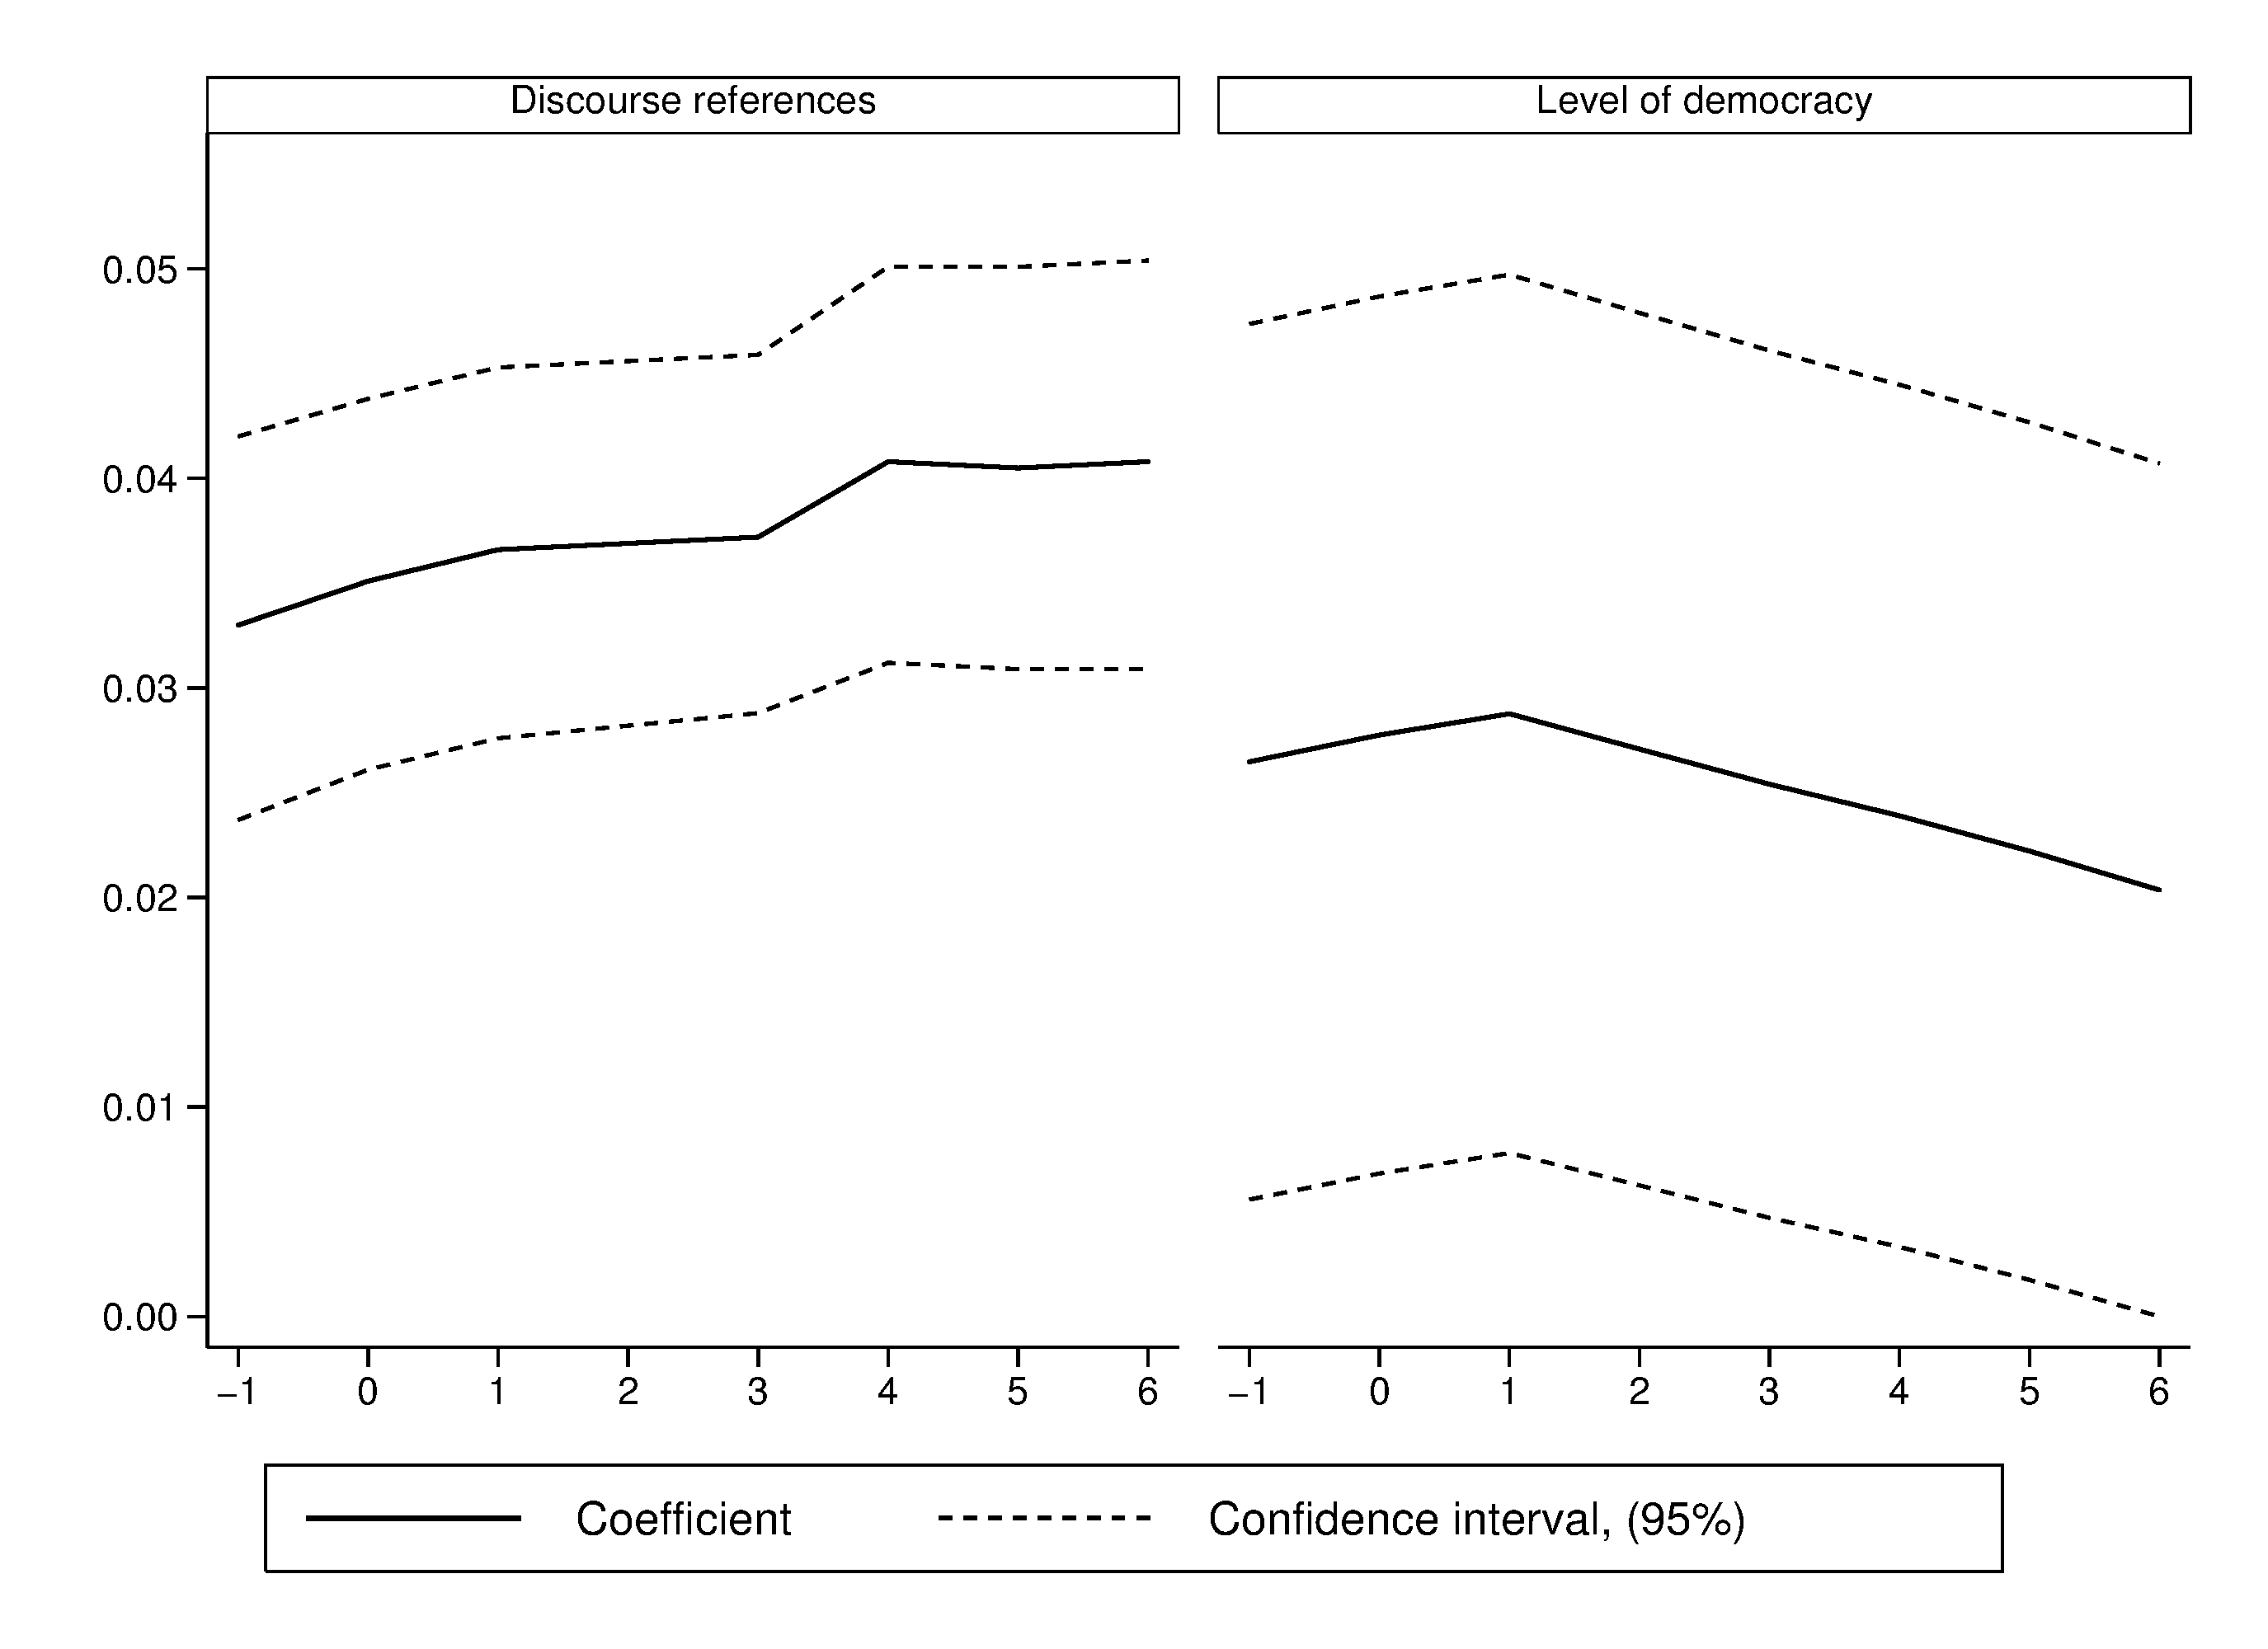 Discourse references
Level of democracy
0.05
0.04
0.03
0.02
0.01
0.00
−1 0 1 2 3 4 5 6
−1 0 1 2 3 4 5 6
Coefficient
Confidence interval, (95%)